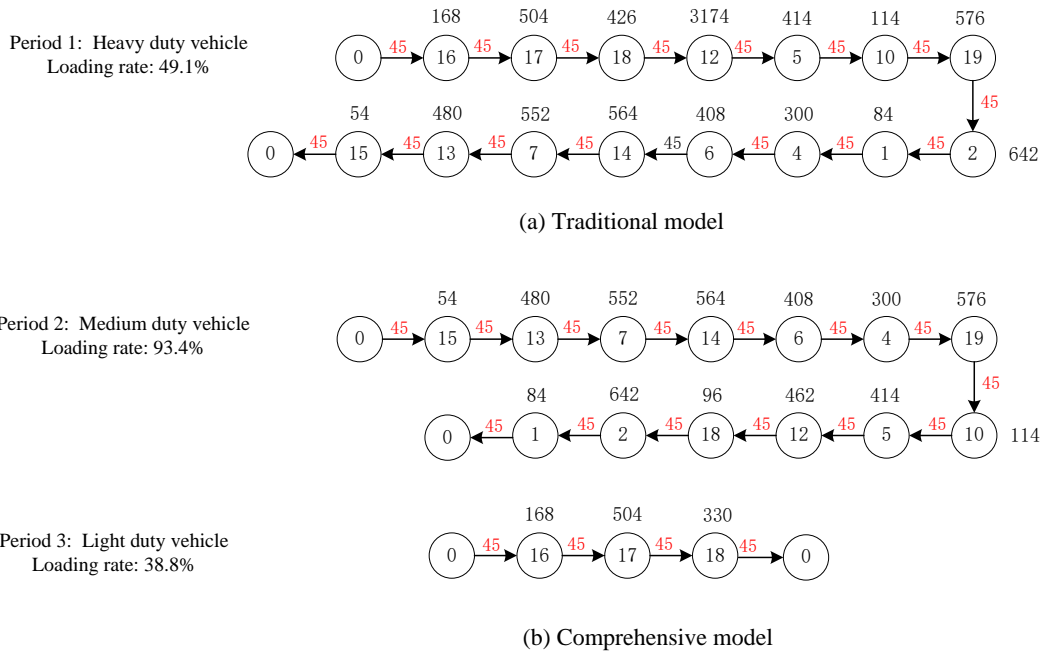 168 504 426 3174 414 114 576
Period 1: Heavy duty vehicle
Loading rate: 49.1%
0 45 16 45 17 45 18 45 12 45 5 45 10 45 19
45
54 480 552 564 408 300 84
0 45 15 45 13 45 7 45 14 45 6 45 4 45 1 45 2 642
(a) Traditional model
54 480 552 564 408 300 576
Period 2: Medium duty vehicle
Loading rate: 93.4%
0 45 15 45 13 45 7 45 14 45 6 45 4 45 19
45
84 642 96 462 414
0 45 1 45 2 45 18 45 12 45 5 45 10 114
168 504 330
Period 3: Light duty vehicle
Loading rate: 38.8%
0 45 16 45 17 45 18 45 0
(b) Comprehensive model